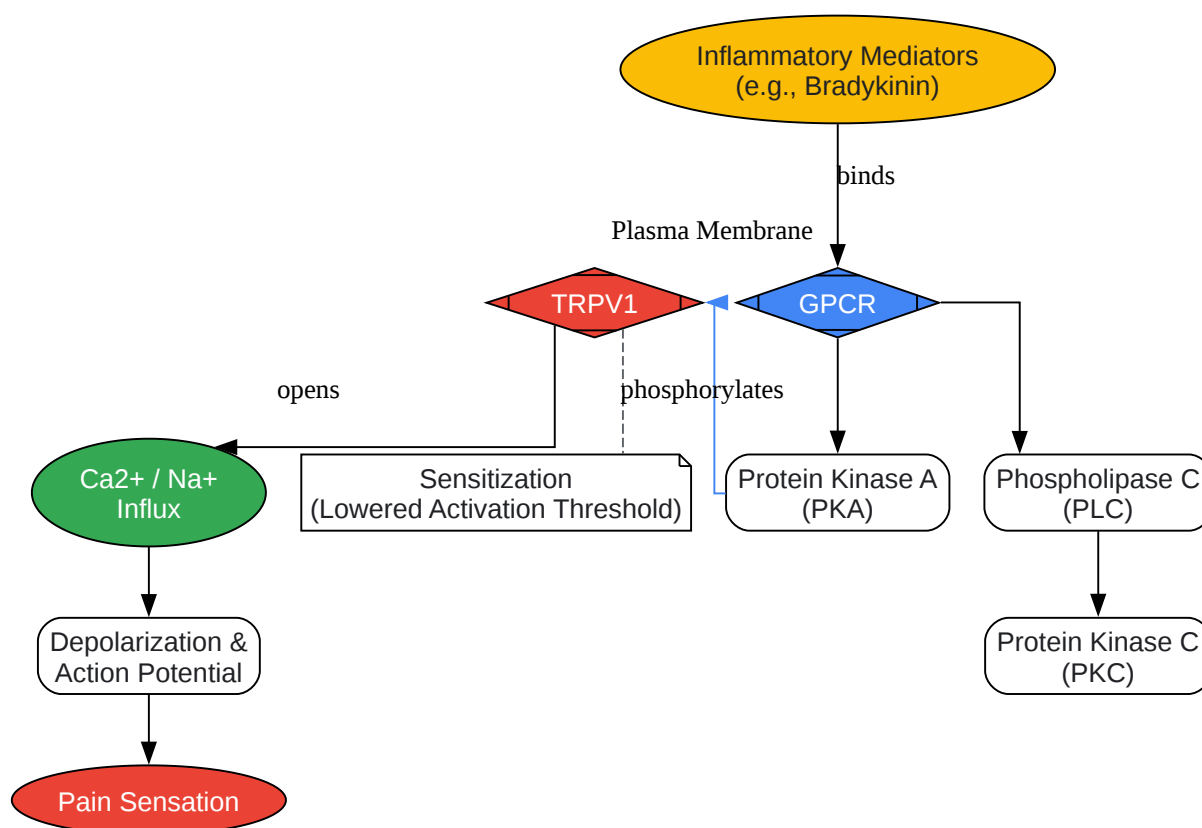 Inflammatory Mediators
(e.g., Bradykinin)
binds
Plasma Membrane
TRPV1
GPCR
opens
phosphorylates
Ca2+ / Na+
Influx
Sensitization
(Lowered Activation Threshold)
Protein Kinase A
(PKA)
Phospholipase C
(PLC)
Depolarization &
Action Potential
Protein Kinase C
(PKC)
Pain Sensation